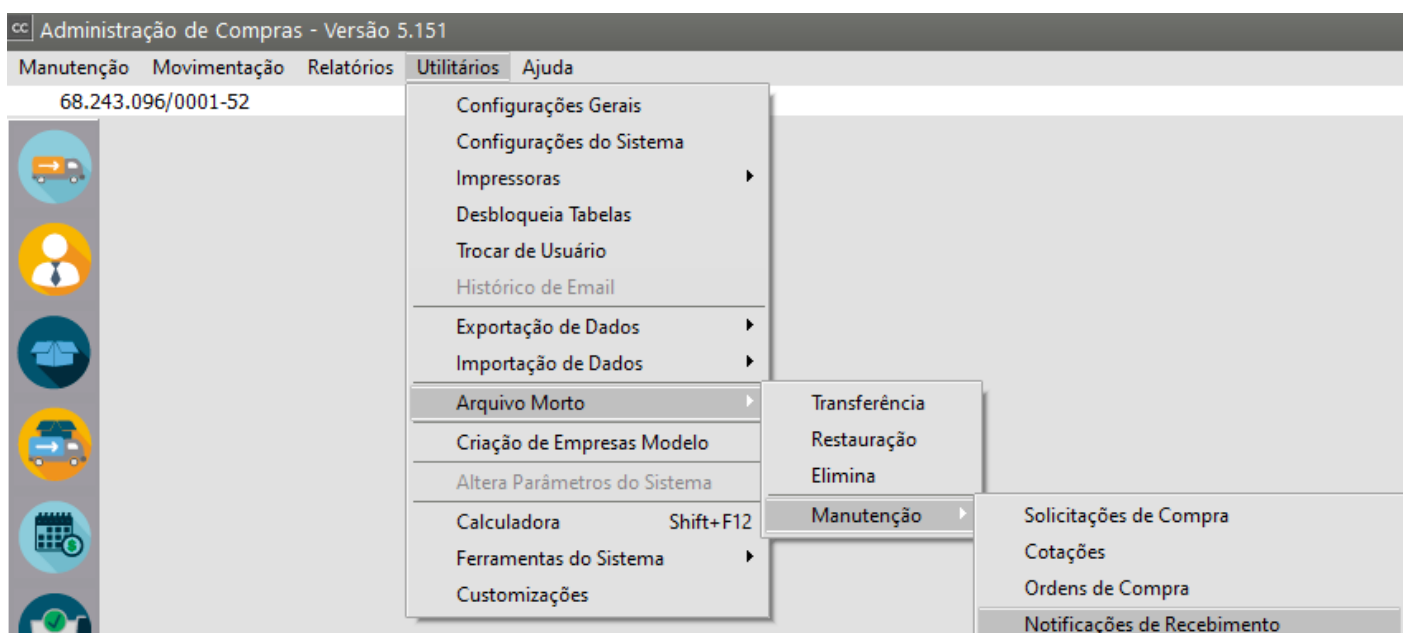 cc Administração de Compras - Versão 5.151
Manutenção Movimentação Relatórios Utilitários Ajuda
68.243.096/0001-52
Configurações Gerais
Configurações do Sistema
Impressoras
Desbloqueia Tabelas
Trocar de Usuário
Histórico de Email
Exportação de Dados
Importação de Dados
Arquivo Morto
Criação de Empresas Modelo
Altera Parâmetros do Sistema
Calculadora Shift+F12
Ferramentas do Sistema
Customizações
Transferência
Restauração
Elimina
Manutenção
Solicitações de Compra
Cotações
Ordens de Compra
Notificações de Recebimento